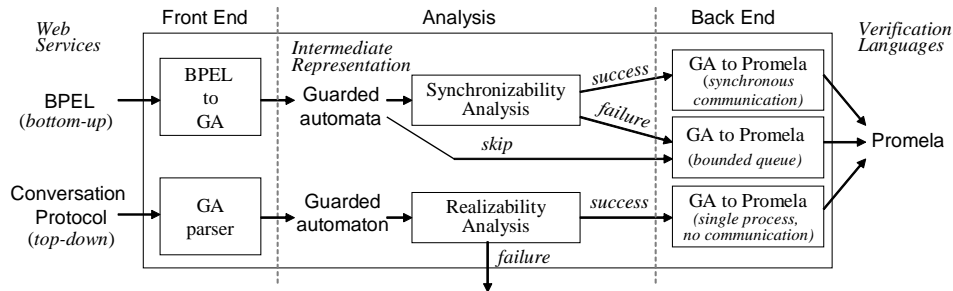 Front End
Analysis
Back End
Web
Services
Intermediate
Representation
Verification
Languages
BPEL
(bottom-up)
BPEL
to
GA
Guarded
automata
Synchronizability
Analysis
success
failure
skip
GA to Promela
(synchronous
communication)
GA to Promela
(bounded queue)
Promela
Conversation
Protocol
(top-down)
GA
parser
Guarded
automaton
Realizability
Analysis
success
failure
GA to Promela
(single process,
no communication)